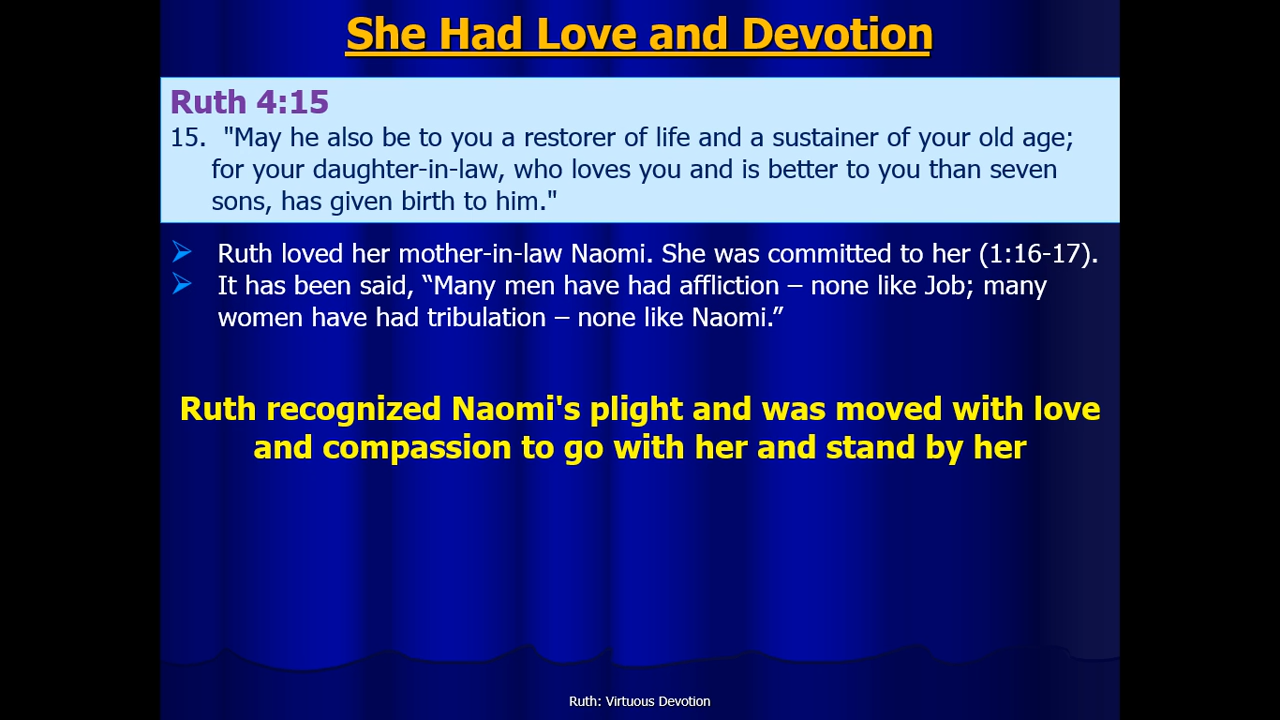 She Had Love and Devotion
Ruth 4:15
15.  "May he also be to you a restorer of life and a sustainer of your old age;
for your daughter-in-law, who loves you and is better to you than seven
sons, has given birth to him."
➢ Ruth loved her mother-in-law Naomi. She was committed to her (1:16-17).
➢ It has been said, “Many men have had affliction – none like Job; many
women have had tribulation – none like Naomi.”
Ruth recognized Naomi's plight and was moved with love
and compassion to go with her and stand by her
Ruth: Virtuous Devotion